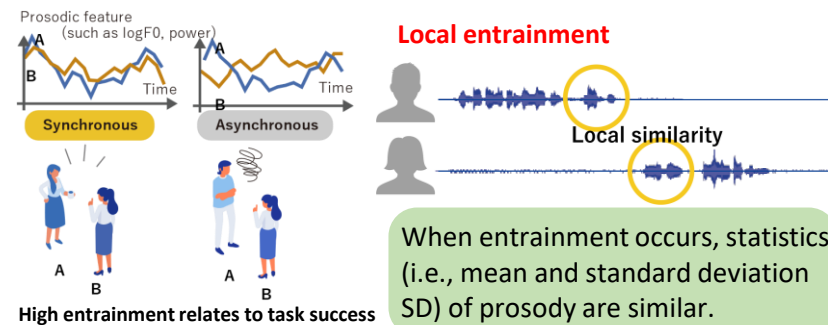 Prosodic feature
(such as logF0, power)
A
B
Time
A
B
Time
Synchronous
Asynchronous
A
B
A
B
High entrainment relates to task success
Local entrainment
Local similarity
When entrainment occurs, statistics
(i.e., mean and standard deviation
SD) of prosody are similar.